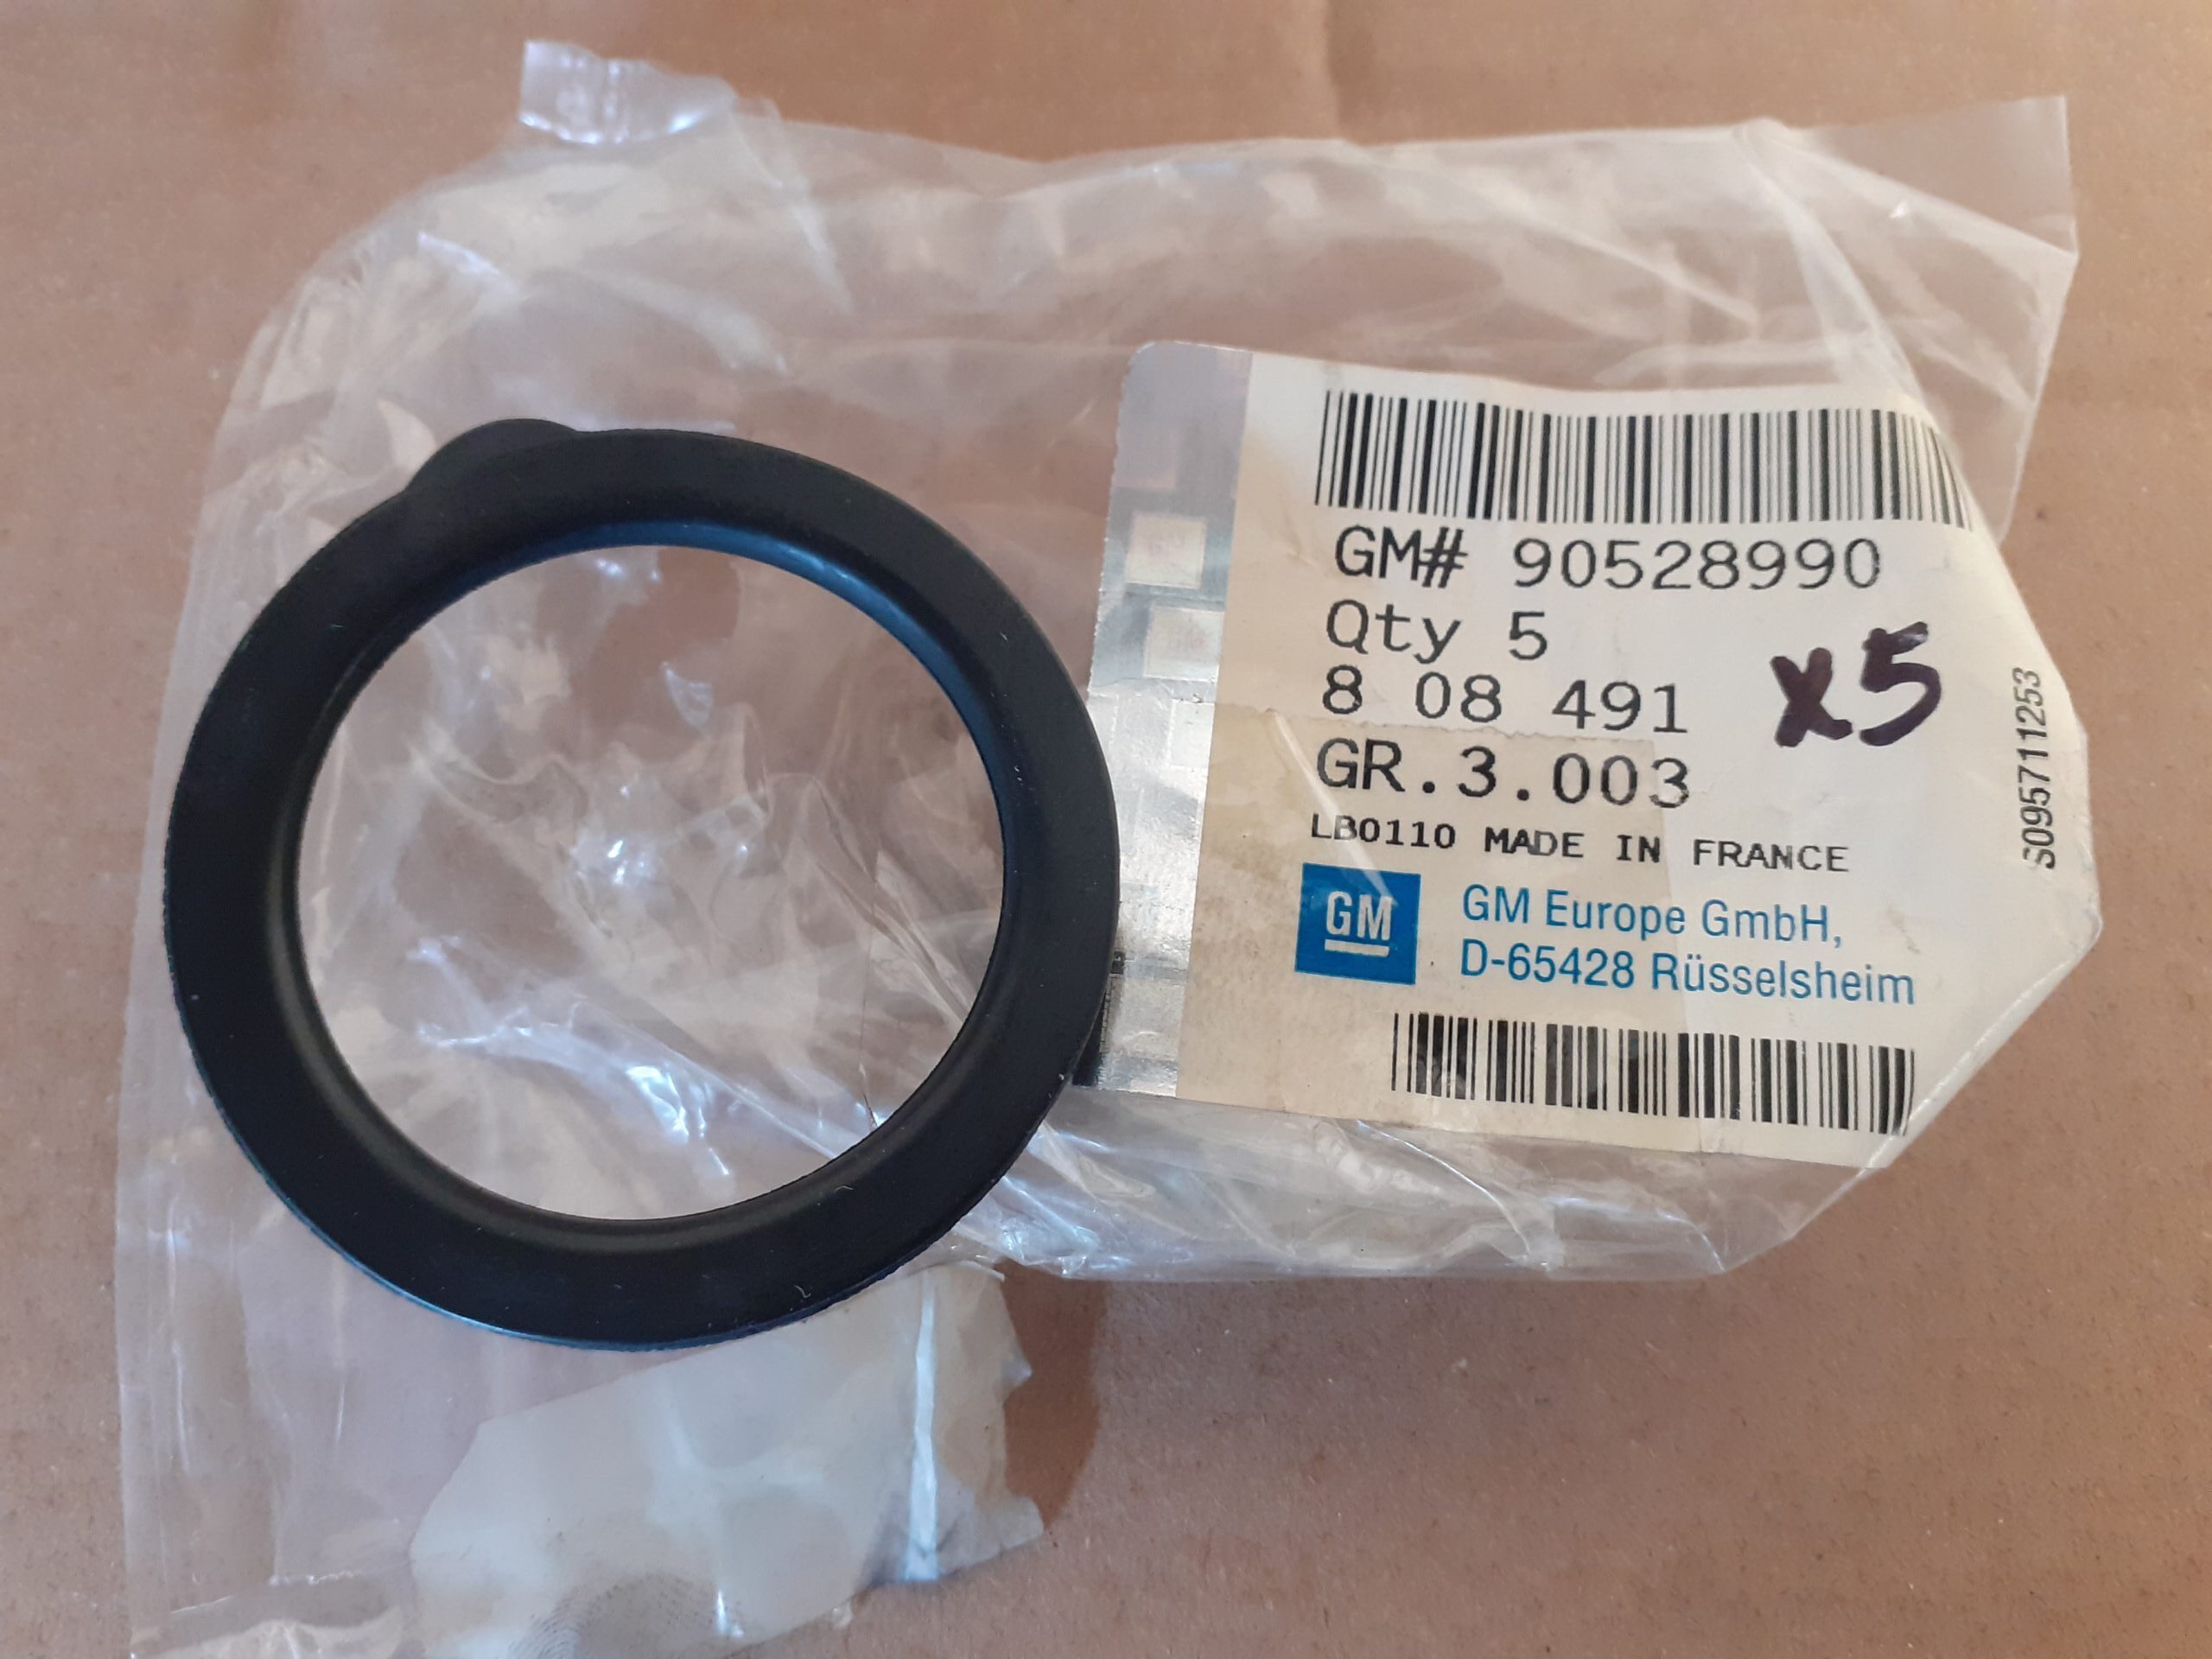 GM# 90528990
Qty 5
8 08 491
X5
GR.3.003
LB0110 MADE IN FRANCE
GM
GM Europe GmbH,
D-65428 Rüsselsheim
S095711253